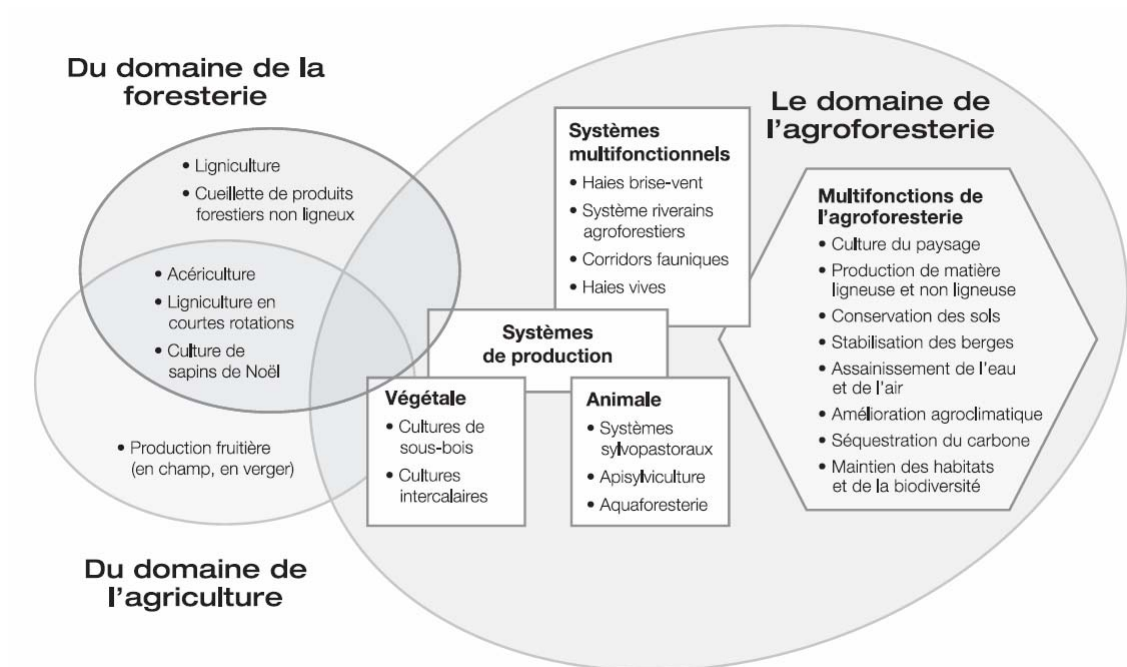 Du domaine de la
foresterie
• Ligniculture
• Cueillette de produits
forestiers non ligneux
• Acériculture
• Ligniculture en
courtes rotations
• Culture de
sapins de Noël
• Production fruitière
(en champ, en verger)
Du domaine de
l'agriculture
Le domaine de
l'agroforesterie
Systèmes
multifonctionnels
• Haies brise-vent
• Système riverains
agroforestiers
• Corridors fauniques
• Haies vives
Systèmes
de production
Végétale
• Cultures de
sous-bois
• Cultures
intercalaires
Animale
• Systèmes
sylvopastoraux
• Apisylviculture
• Aquaforesterie
Multifonctions de
l'agroforesterie
• Culture du paysage
• Production de matière
ligneuse et non ligneuse
• Conservation des sols
• Stabilisation des berges
• Assainissement de l'eau
et de l'air
• Amélioration agroclimatique
• Séquestration du carbone
• Maintien des habitats
et de la biodiversité